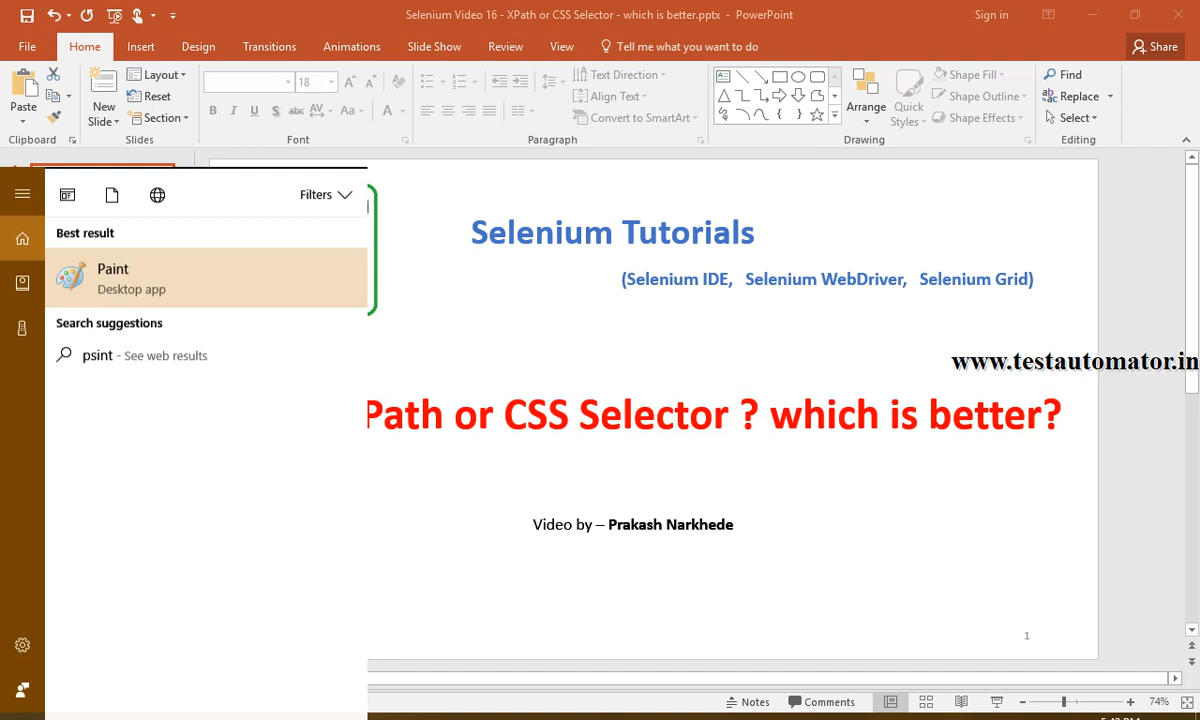 Selenium Video 16 - XPath or CSS Selector - which is better.pptx - PowerPoint
Sign in
File Home Insert Design Transitions Animations Slide Show Review View Tell me what you want to do Share
Paste
Clipboard
New Slide
Layout
Reset
Section
Slides
18
B I U S abc AV Aa A
Font
Text Direction
Align Text
Convert to SmartArt
Paragraph
Arrange
Quick Styles
Shape Fill
Shape Outline
Shape Effects
Drawing
Find
Replace
Select
Editing
Filters
Best result
Paint
Desktop app
Search suggestions
psint - See web results
Selenium Tutorials
(Selenium IDE, Selenium WebDriver, Selenium Grid)
www.testautomator.in
Path or CSS Selector ? which is better?
Video by – Prakash Narkhede
1
Notes Comments 74%